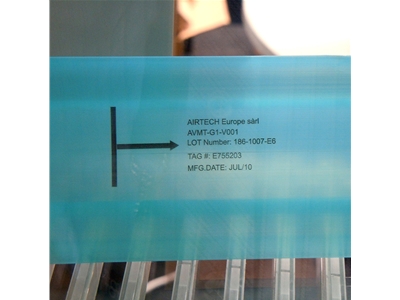 AIRTECH Europe sàrl
AVMT-G1-V001
LOT Number: 186-1007-E6
TAG #: E755203
MFG.DATE: JUL/10